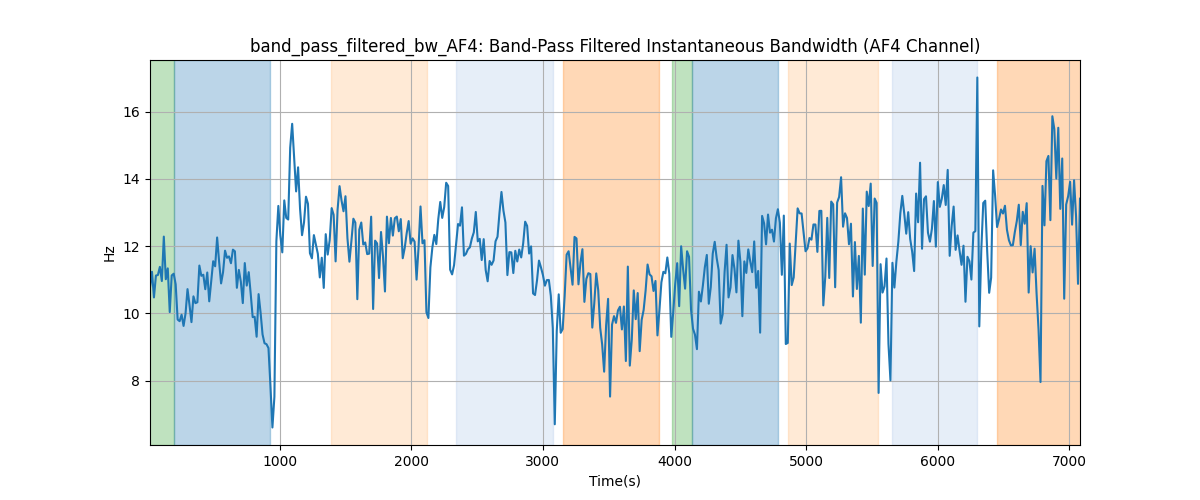 band_pass_filtered_bw_AF4: Band-Pass Filtered Instantaneous Bandwidth (AF4 Channel)
16
14
12
10
8
Hz
1000 2000 3000 4000 5000 6000 7000
Time(s)